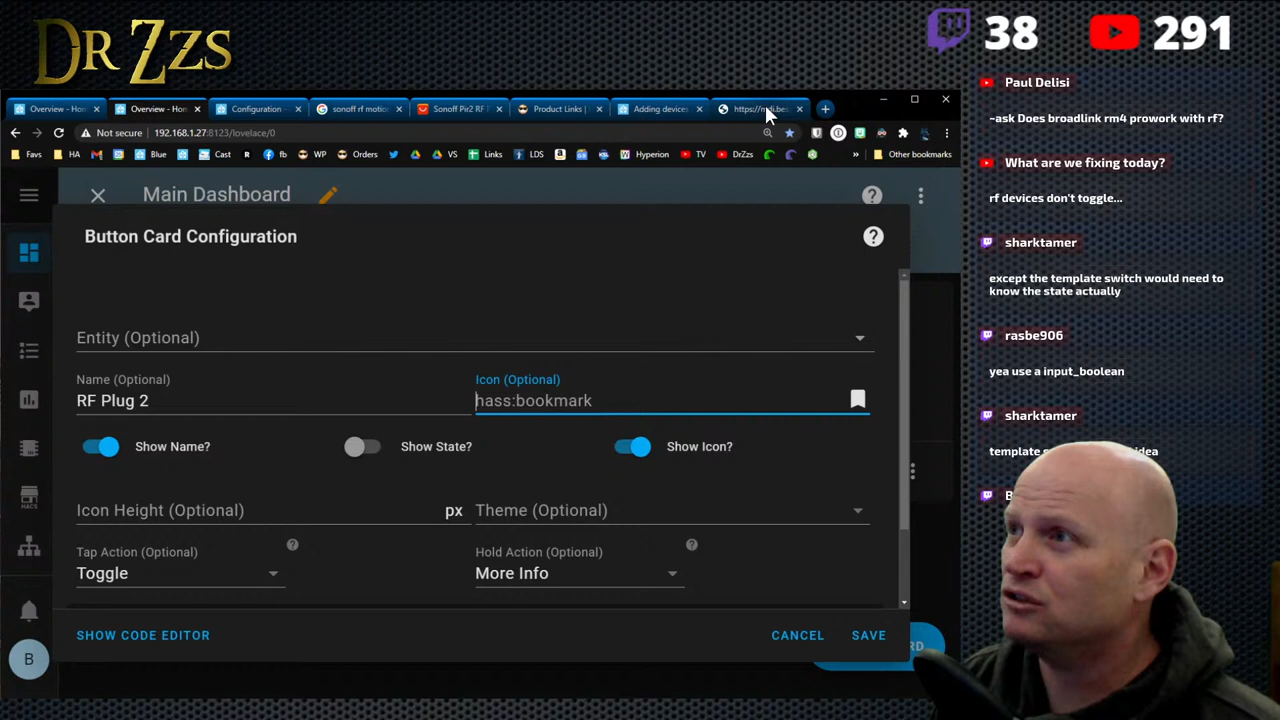 DR ZZS
38
291
Overview - Hom
Overview - Hom
Configuration
sonoff rf motio
Sonoff Pir2 RF T
Product Links |
Adding devices
https://mdi.bes
Not secure
192.168.1.27:8123/lovelace/0
Favs
HA
Blue
Cast
fb
WP
Orders
VS
Links
LDS
Hyperion
YT
DrZzs
Other bookmarks
Main Dashboard
Button Card Configuration
Entity (Optional)
Name (Optional)
RF Plug 2
Icon (Optional)
hass:bookmark
Show Name?
Show State?
Show Icon?
Icon Height (Optional)
px
Theme (Optional)
Tap Action (Optional)
Toggle
Hold Action (Optional)
More Info
SHOW CODE EDITOR
CANCEL
SAVE
HACS
B
Paul Delisi
~ask Does broadlink rm4 prowork with rf?
What are we fixing today?
rf devices don't toggle...
sharktamer
except the template switch would need to
know the state actually
rasbe906
yea use a input_boolean
sharktamer